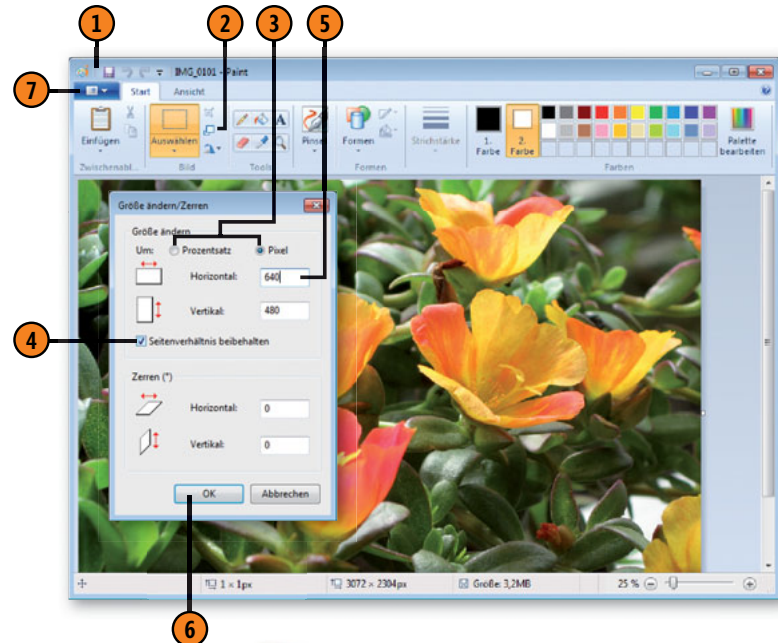 1
2
3
5
7
IMG_0101 - Paint
Start Ansicht
Einfügen
Auswählen
Pinsel
Formen
Strichstärke
1. Farbe
2. Farbe
Palette bearbeiten
Zwischenabl...
Bild
Tools
Formen
Farben
Größe ändern/Zerren
Größe ändern
Um: Prozentsatz Pixel
Horizontal: 640
Vertikal: 480
4
Seitenverhältnis beibehalten
Zerren (°)
Horizontal: 0
Vertikal: 0
OK Abbrechen
1 × 1px 3072 × 2304px Größe: 3,2MB 25 %
6